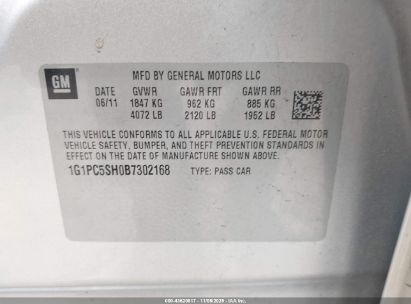 GM
MFD BY GENERAL MOTORS LLC
DATE GVWR GAWR FRT GAWR RR
06/11 1847 KG 962 KG 885 KG
4072 LB 2120 LB 1952 LB
THIS VEHICLE CONFORMS TO ALL APPLICABLE U.S. FEDERAL MOTOR
VEHICLE SAFETY, BUMPER, AND THEFT PREVENTION STANDARDS
IN EFFECT ON THE DATE OF MANUFACTURE SHOWN ABOVE
1G1PC5SH0B7302168 TYPE: PASS CAR